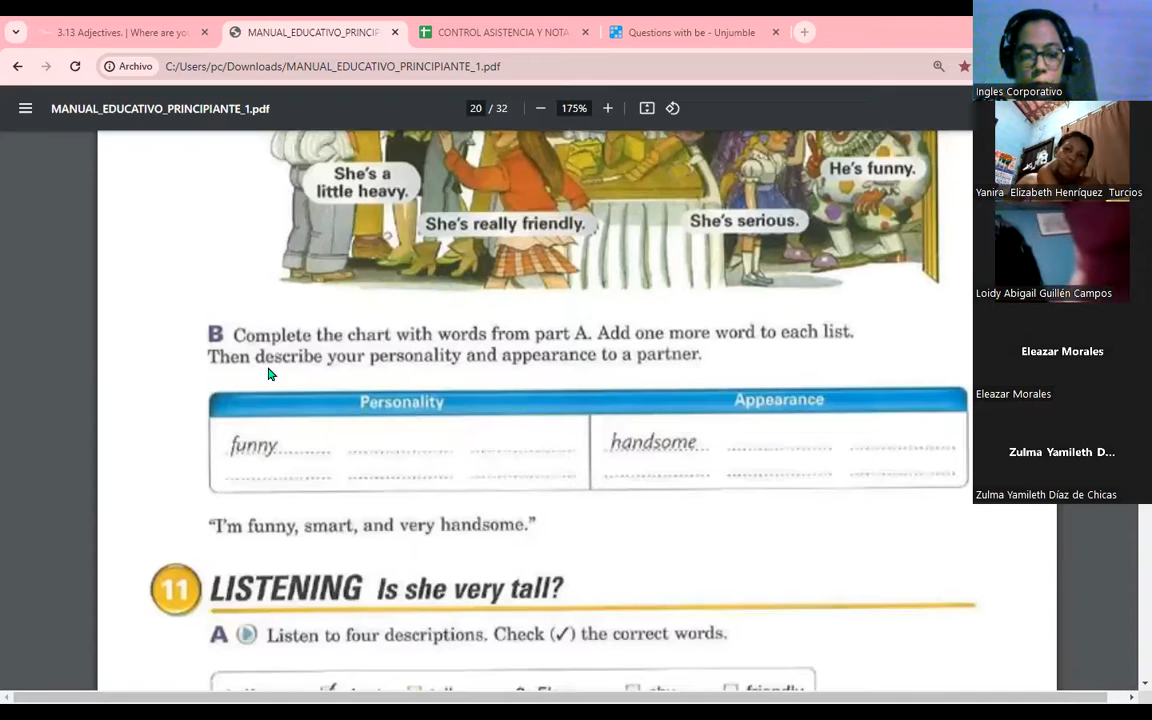 3.13 Adjectives. | Where are you
MANUAL_EDUCATIVO_PRINCIP
CONTROL ASISTENCIA Y NOTA
Questions with be - Unjumble
Archivo
C:/Users/pc/Downloads/MANUAL_EDUCATIVO_PRINCIPIANTE_1.pdf
MANUAL_EDUCATIVO_PRINCIPIANTE_1.pdf
20 / 32
175%
Ingles Corporativo
Yanira Elizabeth Henríquez Turcios
Loidy Abigail Guillén Campos
Eleazar Morales
Eleazar Morales
Zulma Yamileth D...
Zulma Yamileth Díaz de Chicas
She's a
little heavy.
He's funny.
She's really friendly.
She's serious.
B Complete the chart with words from part A. Add one more word to each list.
Then describe your personality and appearance to a partner.
Personality Appearance
funny handsome
"I'm funny, smart, and very handsome."
11 LISTENING Is she very tall?
A Listen to four descriptions. Check (✓) the correct words.
friendly